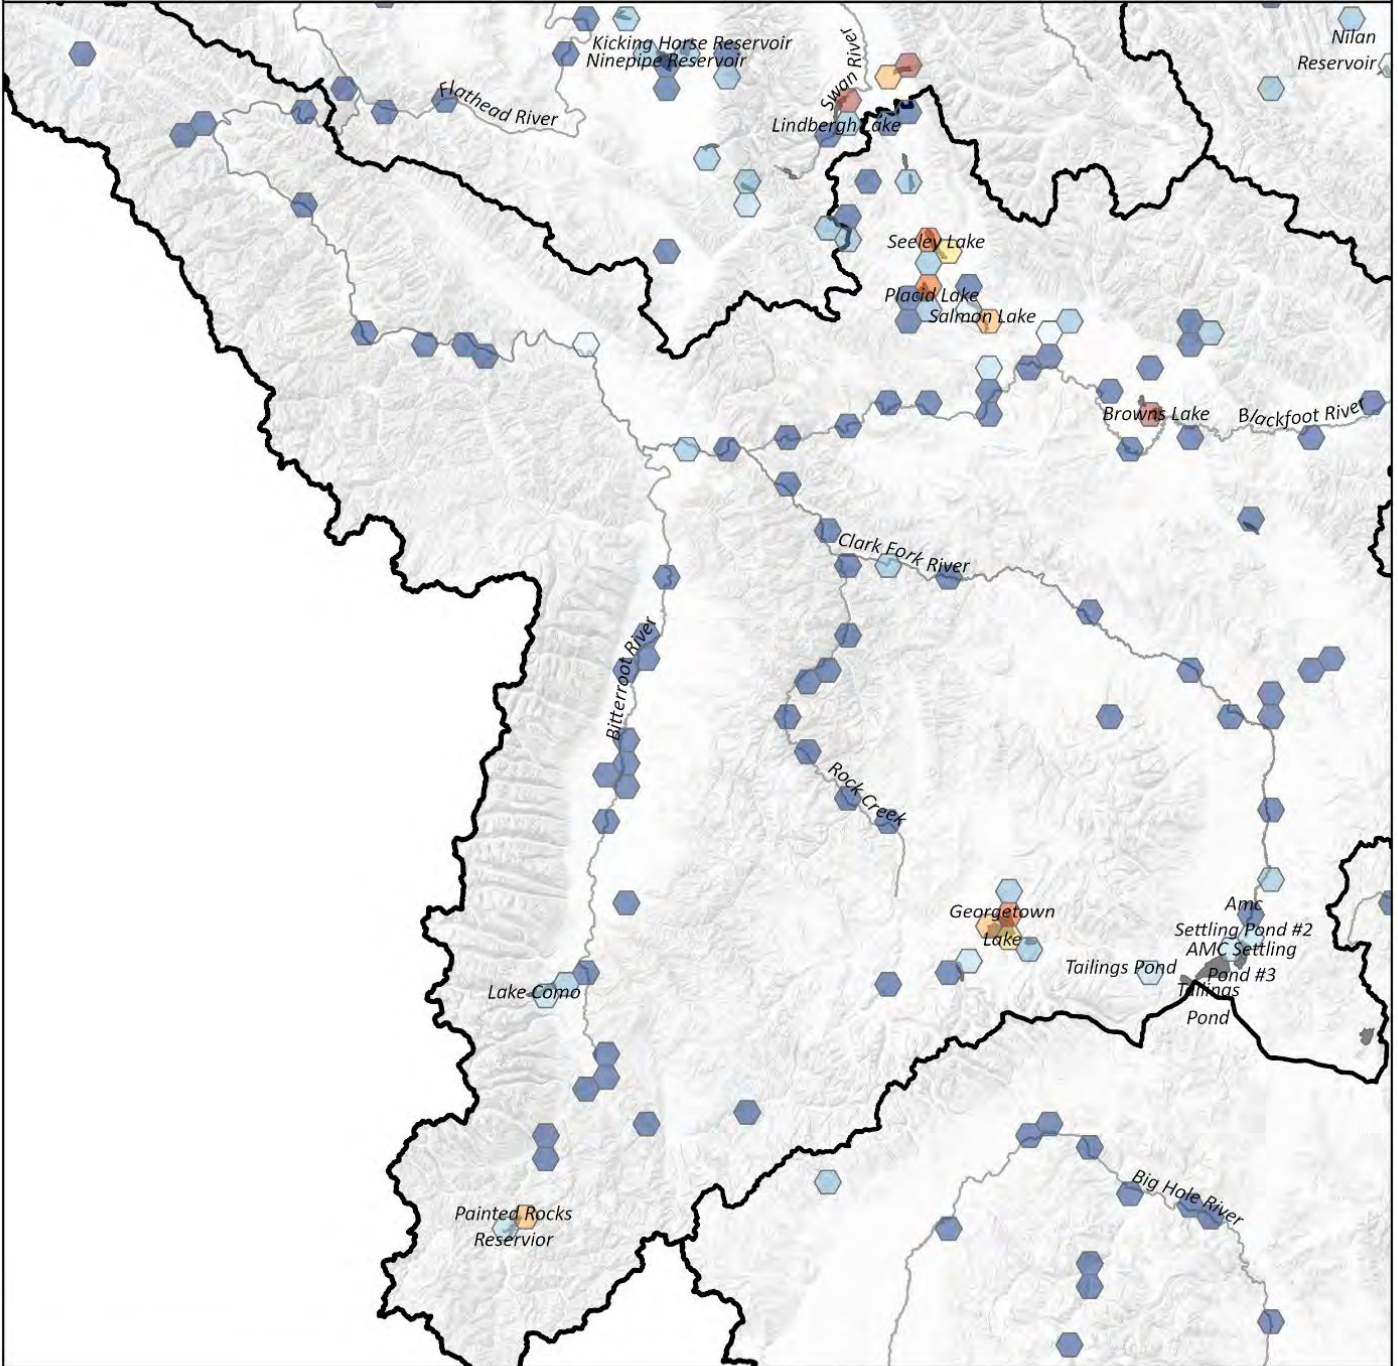 Kicking Horse Reservoir
Ninepipe Reservoir
Swan River
Nilan
Reservoir
Flathead River
Lindbergh Lake
Seeley Lake
Placid Lake
Salmon Lake
Browns Lake
Blackfoot River
Clark Fork River
Bitterroot River
Rock Creek
Georgetown
Lake
Amc
Settling Pond #2
AMC Settling
Pond #3
Tailings Pond
Tailings
Pond
Lake Como
Big Hole River
Painted Rocks
Reservior